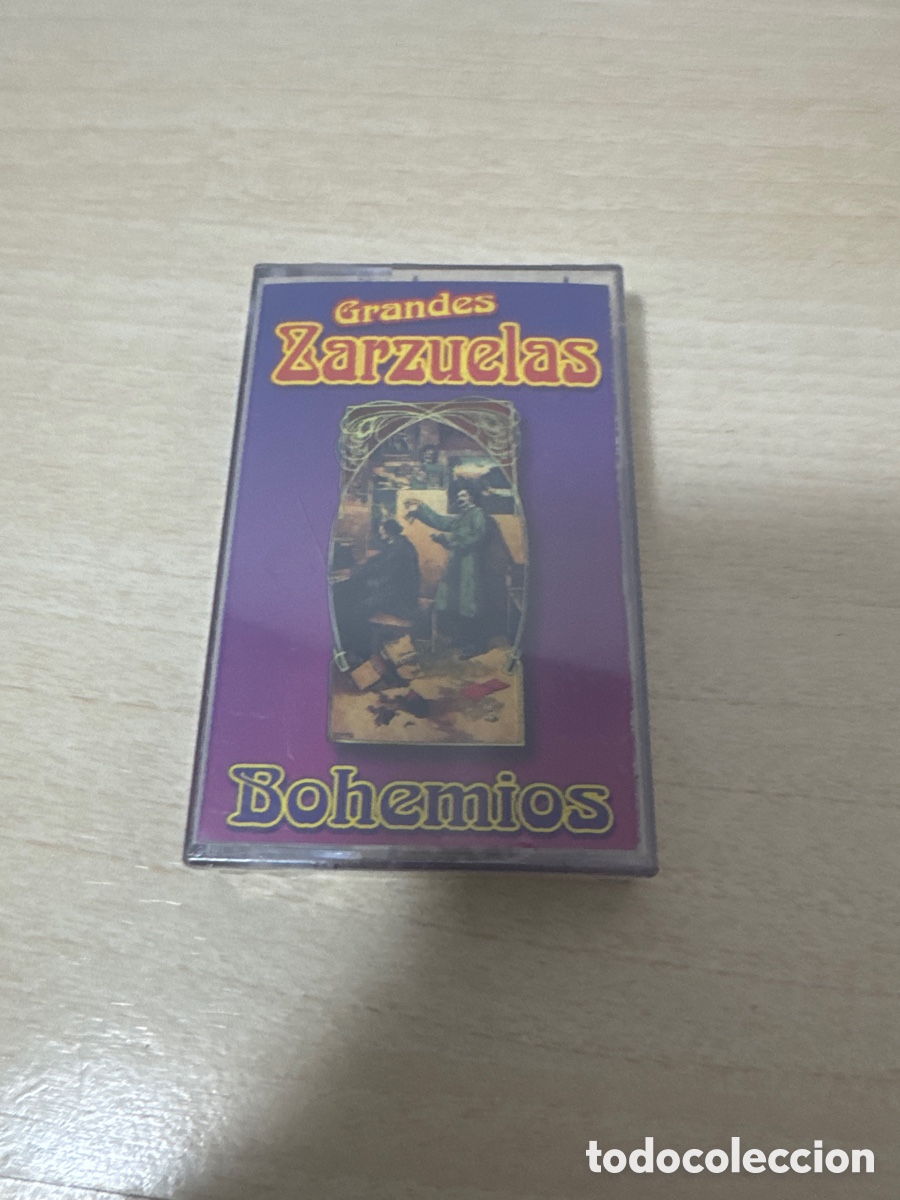 Grandes
Zarzuelas
Bohemios
todocoleccion